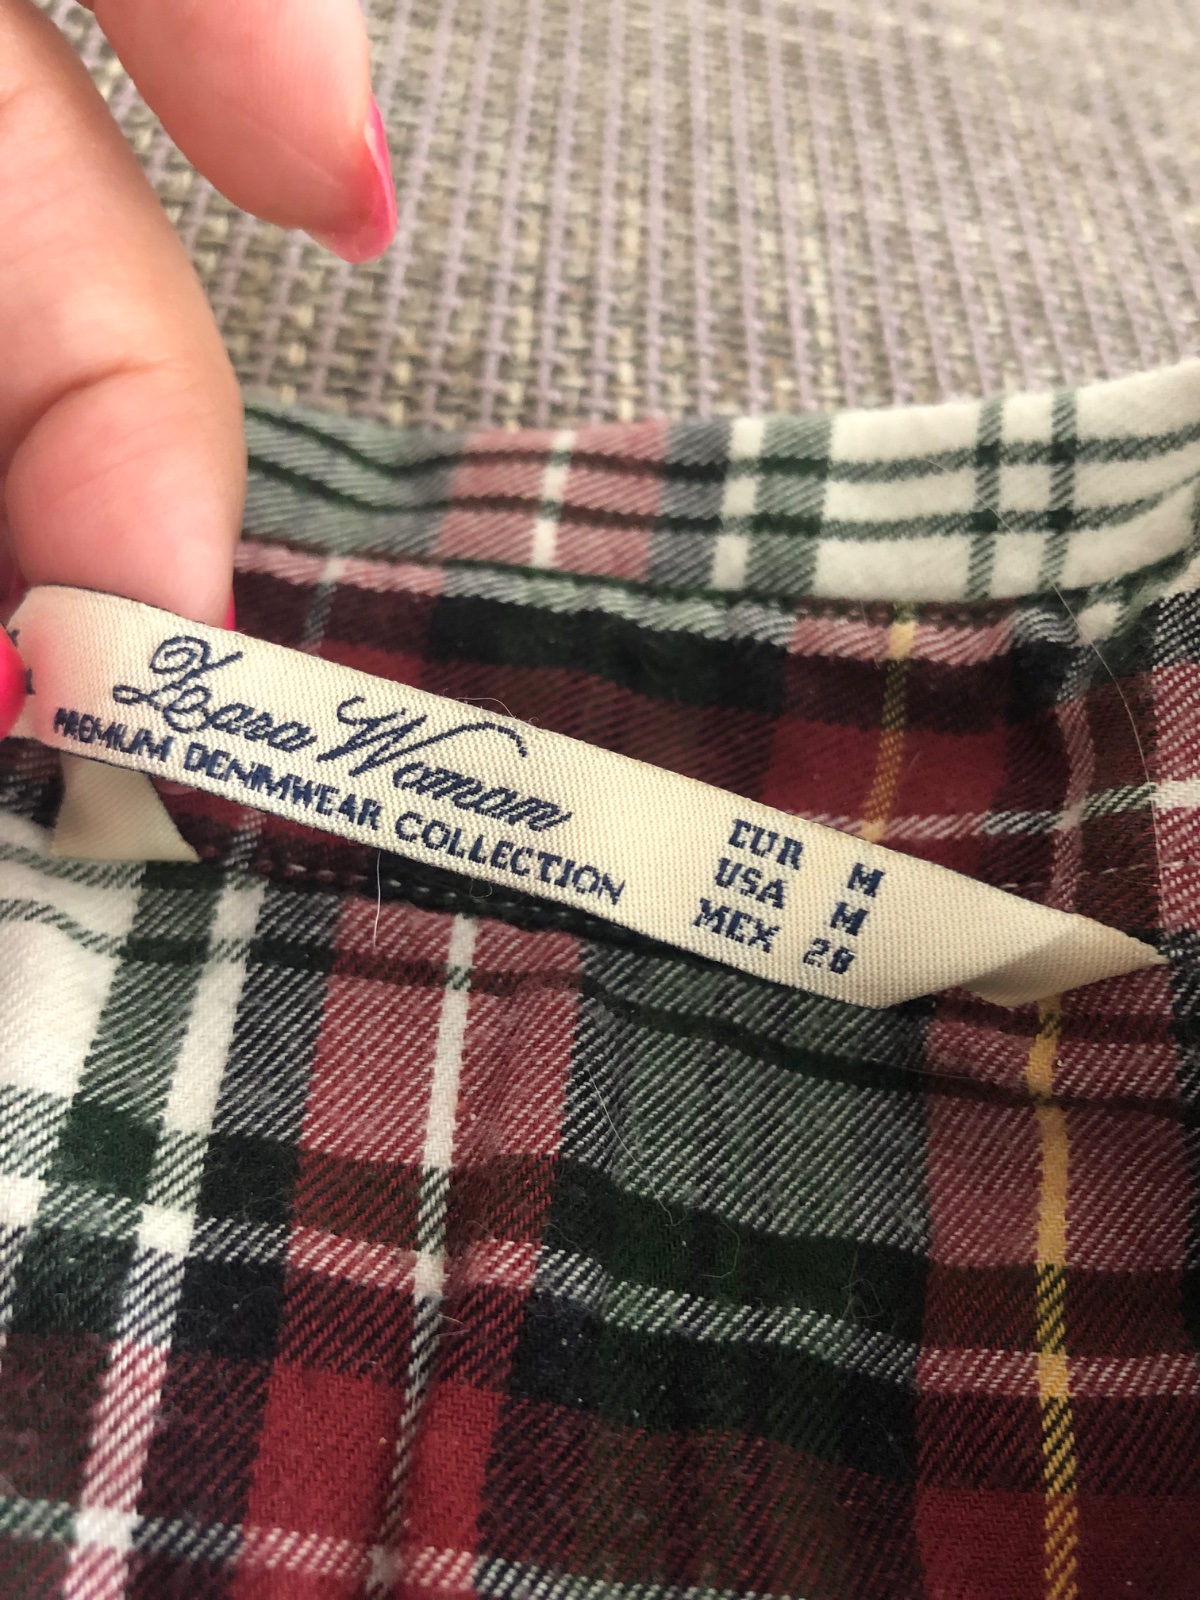 Zara Woman
PREMIUM DENIMWEAR COLLECTION
EUR M
USA M
MEX 28